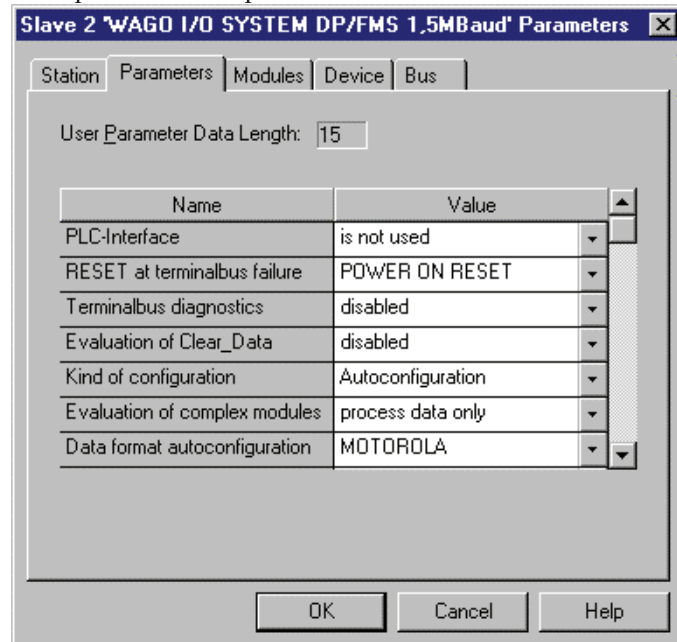 Slave 2 'WAGO I/O SYSTEM DP/FMS 1,5MBaud' Parameters
Station Parameters Modules Device Bus
User Parameter Data Length: 15
Name Value
PLC-Interface is not used
RESET at terminalbus failure POWER ON RESET
Terminalbus diagnostics disabled
Evaluation of Clear_Data disabled
Kind of configuration Autoconfiguration
Evaluation of complex modules process data only
Data format autoconfiguration MOTOROLA
OK Cancel Help